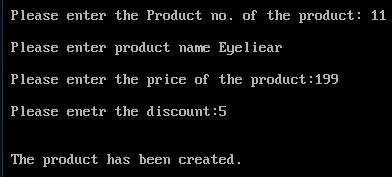 Please enter the Product no. of the product: 11
Please enter product name Eyeliear
Please enter the price of the product:199
Please enetr the discount:5
The product has been created.